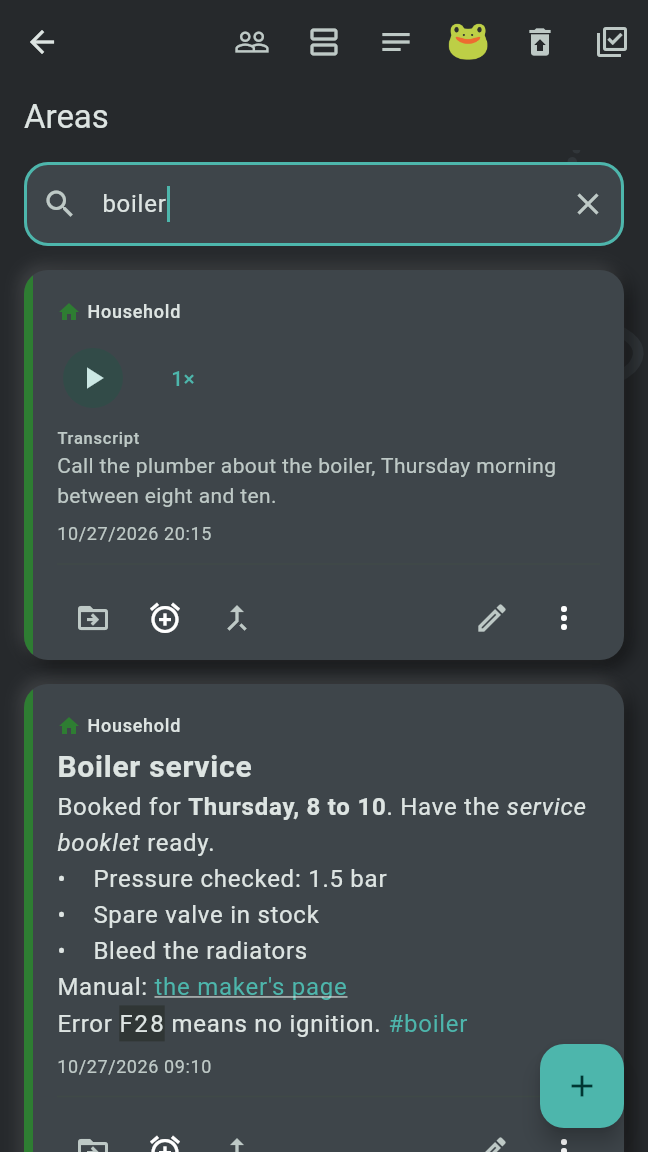 Areas
boiler
Household
1×
Transcript
Call the plumber about the boiler, Thursday morning
between eight and ten.
10/27/2026 20:15
Household
Boiler service
Booked for Thursday, 8 to 10. Have the service
booklet ready.
• Pressure checked: 1.5 bar
• Spare valve in stock
• Bleed the radiators
Manual: the maker's page
Error F28 means no ignition. #boiler
10/27/2026 09:10